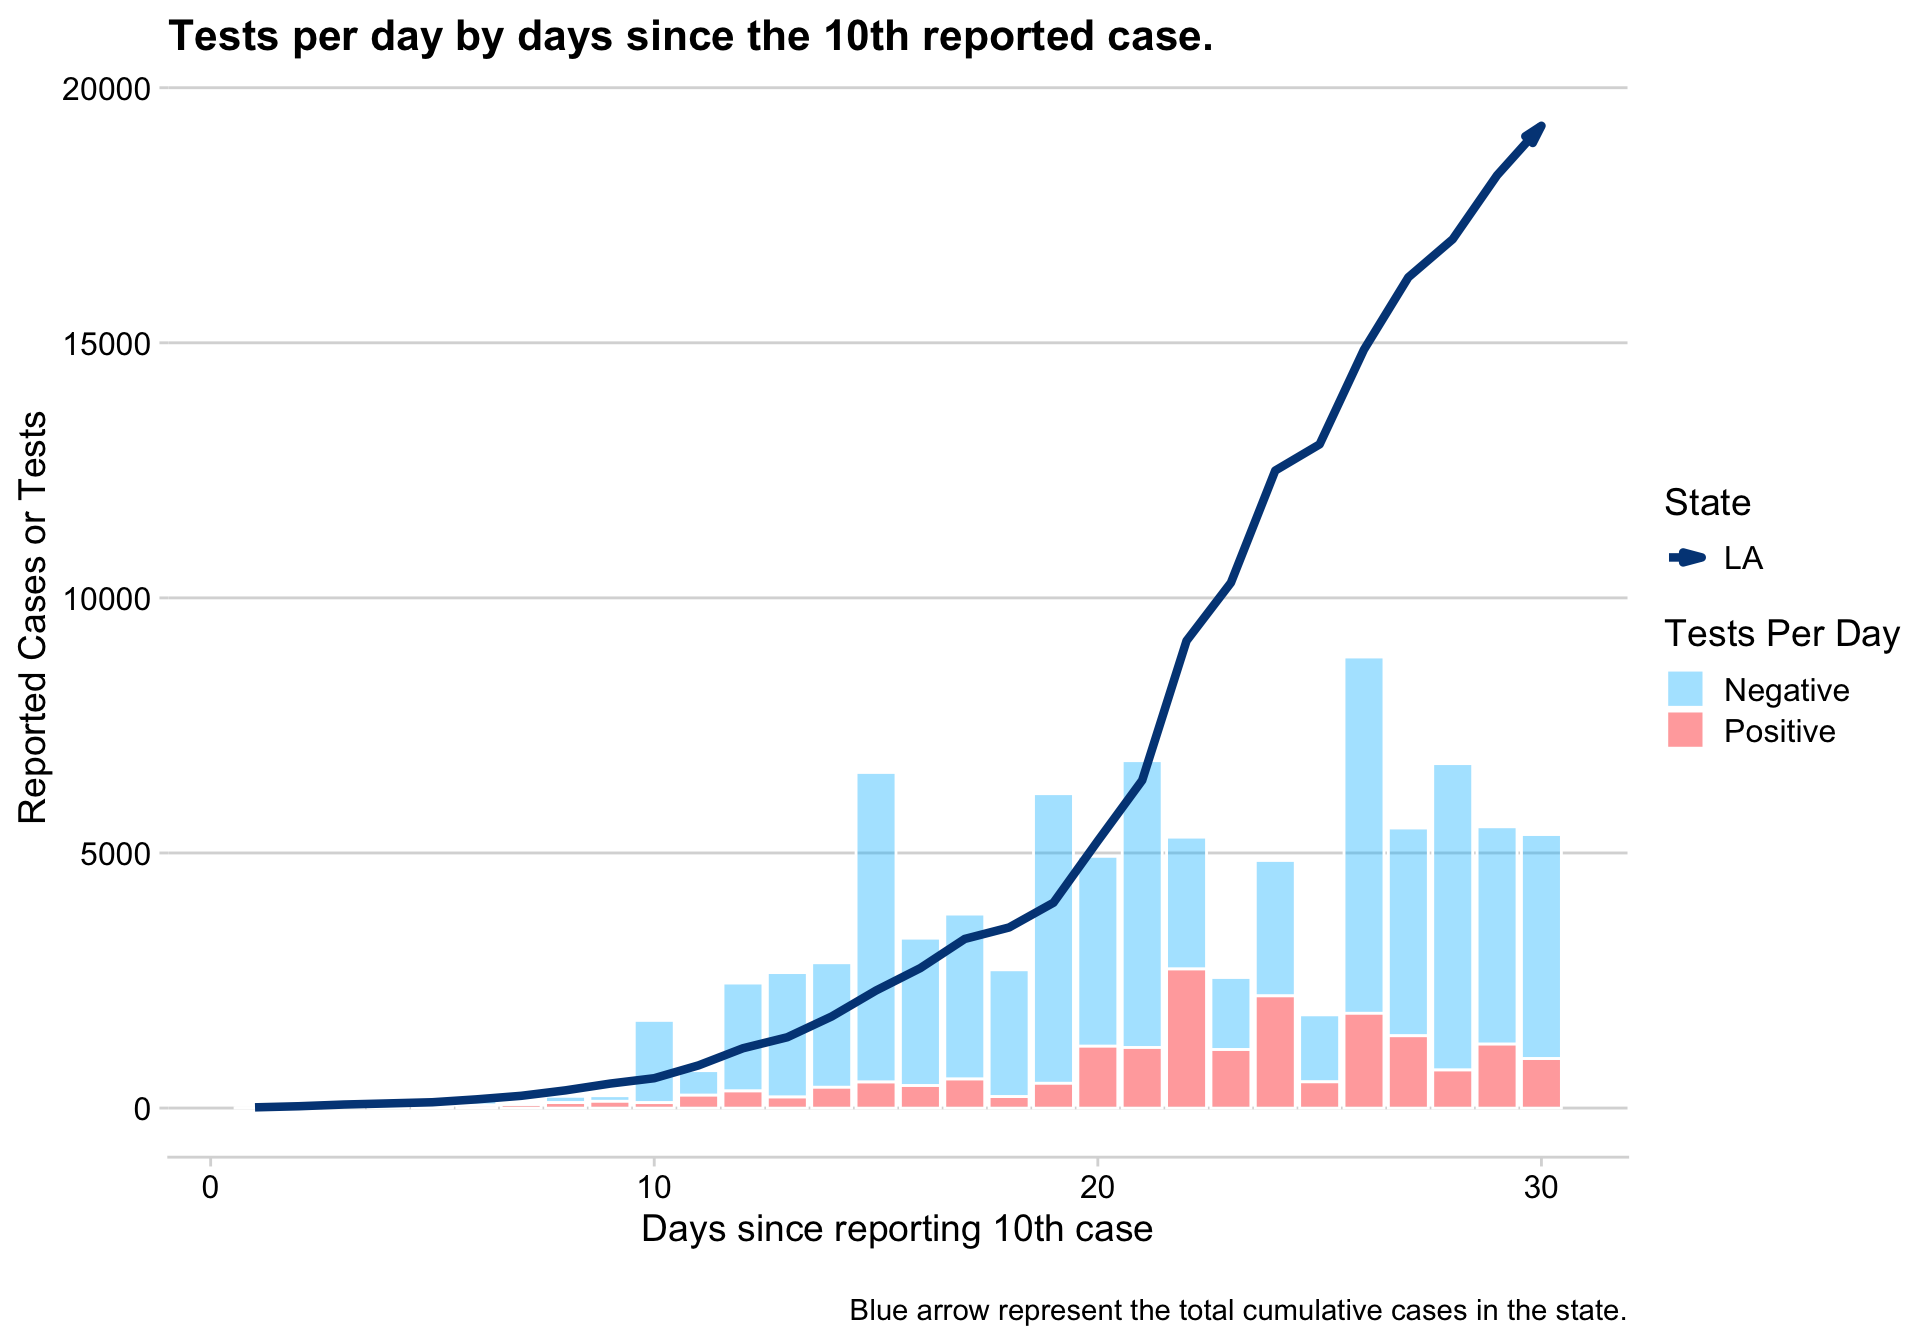 Tests per day by days since the 10th reported case.
20000
15000
10000
5000
0
Reported Cases or Tests
0 10 20 30
Days since reporting 10th case
State
LA
Tests Per Day
Negative
Positive
Blue arrow represent the total cumulative cases in the state.